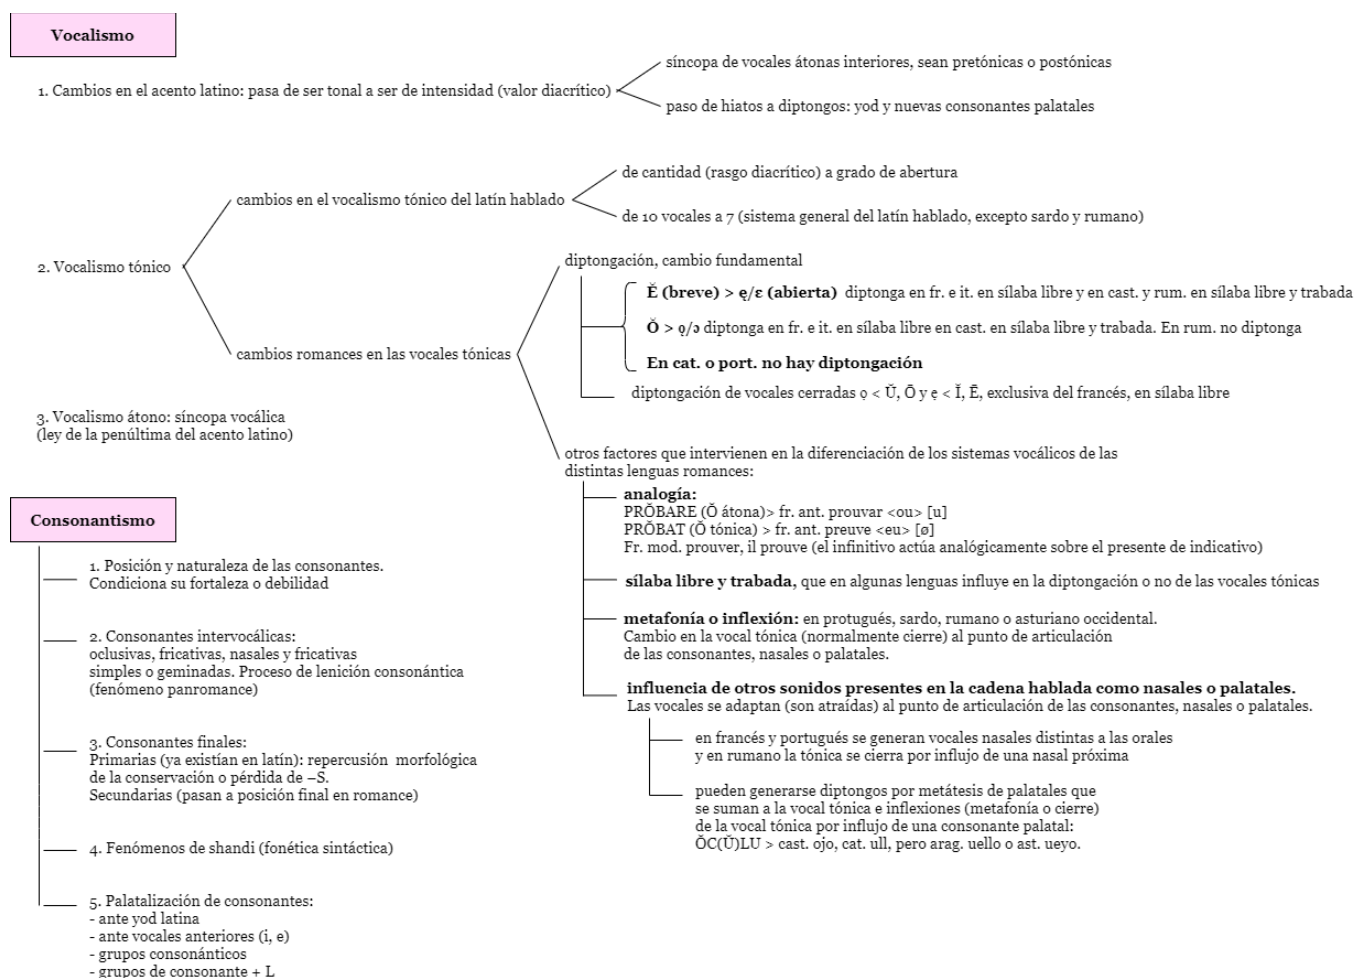 Vocalismo
1. Cambios en el acento latino: pasa de ser tonal a ser de intensidad (valor diacrítico)
síncopa de vocales átonas interiores, sean pretónicas o postónicas
paso de hiatos a diptongos: yod y nuevas consonantes palatales
2. Vocalismo tónico
cambios en el vocalismo tónico del latín hablado
de cantidad (rasgo diacrítico) a grado de abertura
de 10 vocales a 7 (sistema general del latín hablado, excepto sardo y rumano)
cambios romances en las vocales tónicas
diptongación, cambio fundamental
Ĕ (breve) > ę/ɛ (abierta) diptonga en fr. e it. en sílaba libre y en cast. y rum. en sílaba libre y trabada
Ŏ > ǫ/ɔ diptonga en fr. e it. en sílaba libre en cast. en sílaba libre y trabada. En rum. no diptonga
En cat. o port. no hay diptongación
diptongación de vocales cerradas ọ < Ŭ, Ō y ẹ < Ĭ, Ē, exclusiva del francés, en sílaba libre
otros factores que intervienen en la diferenciación de los sistemas vocálicos de las
distintas lenguas romances:
analogía:
PRŎBARE (Ŏ átona)> fr. ant. prouvar <ou> [u]
PRŎBAT (Ŏ tónica) > fr. ant. preuve <eu> [ø]
Fr. mod. prouver, il prouve (el infinitivo actúa analógicamente sobre el presente de indicativo)
sílaba libre y trabada, que en algunas lenguas influye en la diptongación o no de las vocales tónicas
metafonía o inflexión: en protugués, sardo, rumano o asturiano occidental.
Cambio en la vocal tónica (normalmente cierre) al punto de articulación
de las consonantes, nasales o palatales.
influencia de otros sonidos presentes en la cadena hablada como nasales o palatales.
Las vocales se adaptan (son atraídas) al punto de articulación de las consonantes, nasales o palatales.
en francés y portugués se generan vocales nasales distintas a las orales
y en rumano la tónica se cierra por influjo de una nasal próxima
pueden generarse diptongos por metátesis de palatales que
se suman a la vocal tónica e inflexiones (metafonía o cierre)
de la vocal tónica por influjo de una consonante palatal:
ŎC(Ŭ)LU > cast. ojo, cat. ull, pero arag. uello o ast. ueyo.
3. Vocalismo átono: síncopa vocálica
(ley de la penúltima del acento latino)
Consonantismo
1. Posición y naturaleza de las consonantes.
Condiciona su fortaleza o debilidad
2. Consonantes intervocálicas:
oclusivas, fricativas, nasales y fricativas
simples o geminadas. Proceso de lenición consonántica
(fenómeno panromance)
3. Consonantes finales:
Primarias (ya existían en latín): repercusión morfológica
de la conservación o pérdida de –S.
Secundarias (pasan a posición final en romance)
4. Fenómenos de shandi (fonética sintáctica)
5. Palatalización de consonantes:
- ante yod latina
- ante vocales anteriores (i, e)
- grupos consonánticos
- grupos de consonante + L